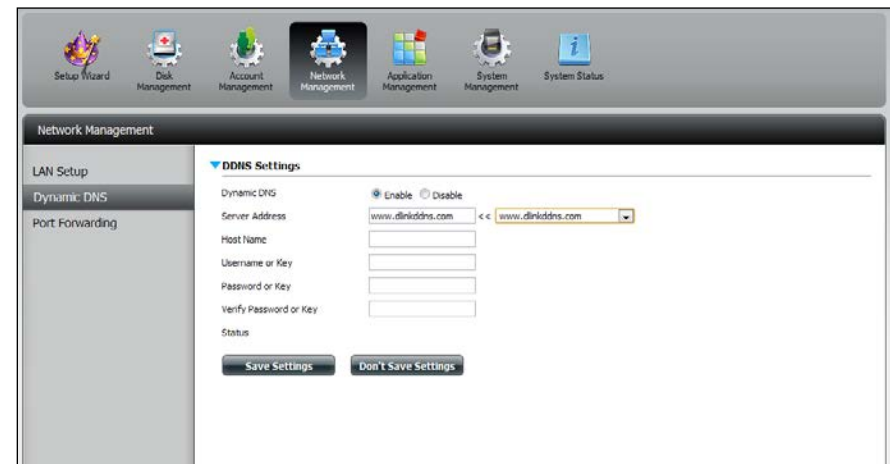 Setup Wizard
Disk Management
Account Management
Network Management
Application Management
System Management
System Status
Network Management
LAN Setup
Dynamic DNS
Port Forwarding
DDNS Settings
Dynamic DNS Enable Disable
Server Address www.dlinkddns.com << www.dlinkddns.com
Host Name
Username or Key
Password or Key
Verify Password or Key
Status
Save Settings Don't Save Settings